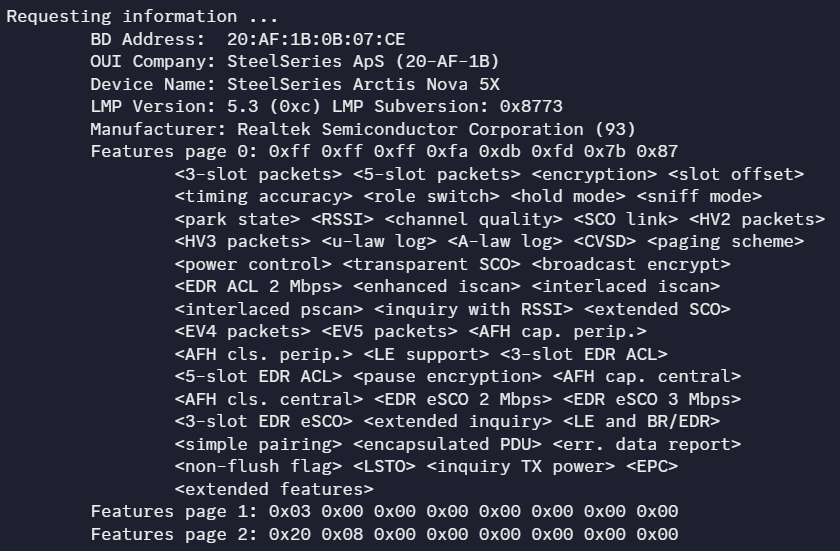 Requesting information ...
        BD Address:  20:AF:1B:0B:07:CE
        OUI Company: SteelSeries ApS (20-AF-1B)
        Device Name: SteelSeries Arctis Nova 5X
        LMP Version: 5.3 (0xc) LMP Subversion: 0x8773
        Manufacturer: Realtek Semiconductor Corporation (93)
        Features page 0: 0xff 0xff 0xff 0xfa 0xdb 0xfd 0x7b 0x87
                <3-slot packets> <5-slot packets> <encryption> <slot offset>
                <timing accuracy> <role switch> <hold mode> <sniff mode>
                <park state> <RSSI> <channel quality> <SCO link> <HV2 packets>
                <HV3 packets> <u-law log> <A-law log> <CVSD> <paging scheme>
                <power control> <transparent SCO> <broadcast encrypt>
                <EDR ACL 2 Mbps> <enhanced iscan> <interlaced iscan>
                <interlaced pscan> <inquiry with RSSI> <extended SCO>
                <EV4 packets> <EV5 packets> <AFH cap. perip.>
                <AFH cls. perip.> <LE support> <3-slot EDR ACL>
                <5-slot EDR ACL> <pause encryption> <AFH cap. central>
                <AFH cls. central> <EDR eSCO 2 Mbps> <EDR eSCO 3 Mbps>
                <3-slot EDR eSCO> <extended inquiry> <LE and BR/EDR>
                <simple pairing> <encapsulated PDU> <err. data report>
                <non-flush flag> <LSTO> <inquiry TX power> <EPC>
                <extended features>
        Features page 1: 0x03 0x00 0x00 0x00 0x00 0x00 0x00 0x00
        Features page 2: 0x20 0x08 0x00 0x00 0x00 0x00 0x00 0x00